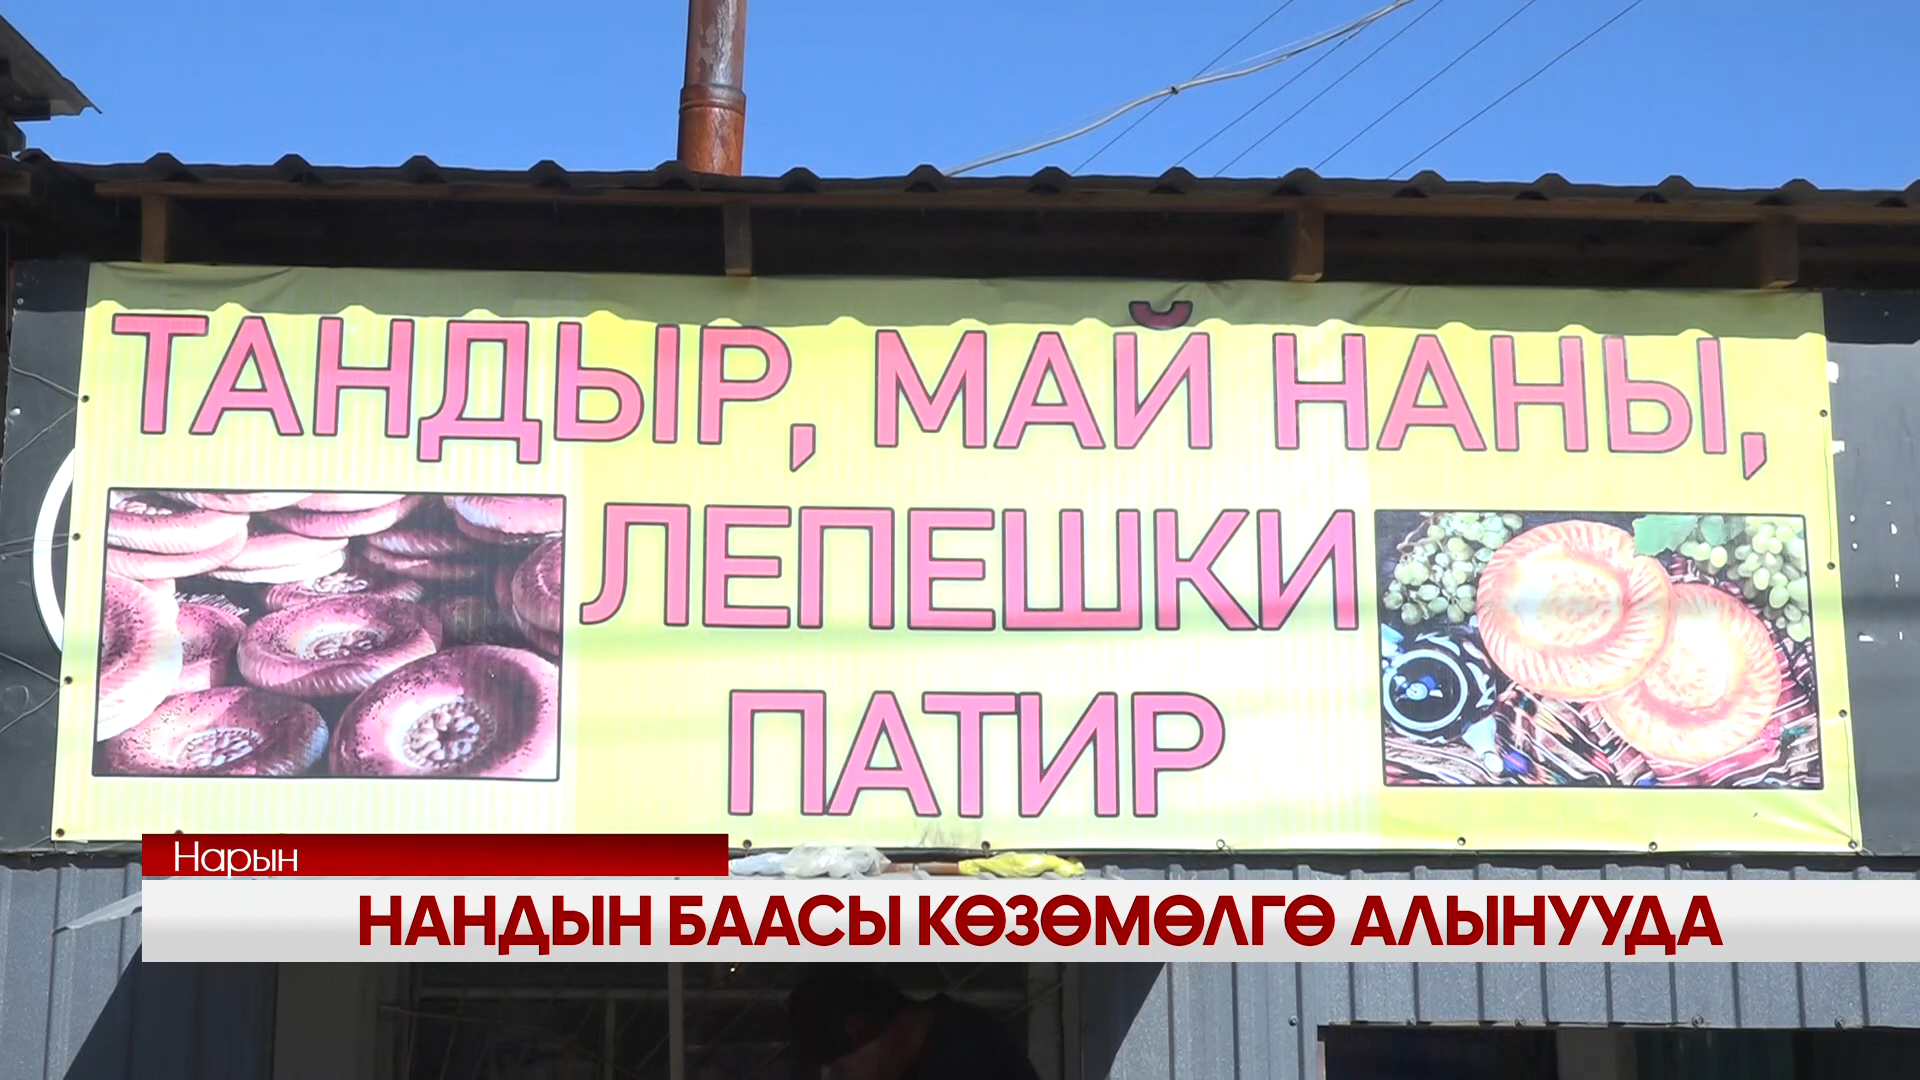 ТАНДЫР, МАЙ НАНЫ,
ЛЕПЕШКИ
ПАТИР
Нарын
НАНДЫН БААСЫ КӨЗӨМӨЛГӨ АЛЫНУУДА